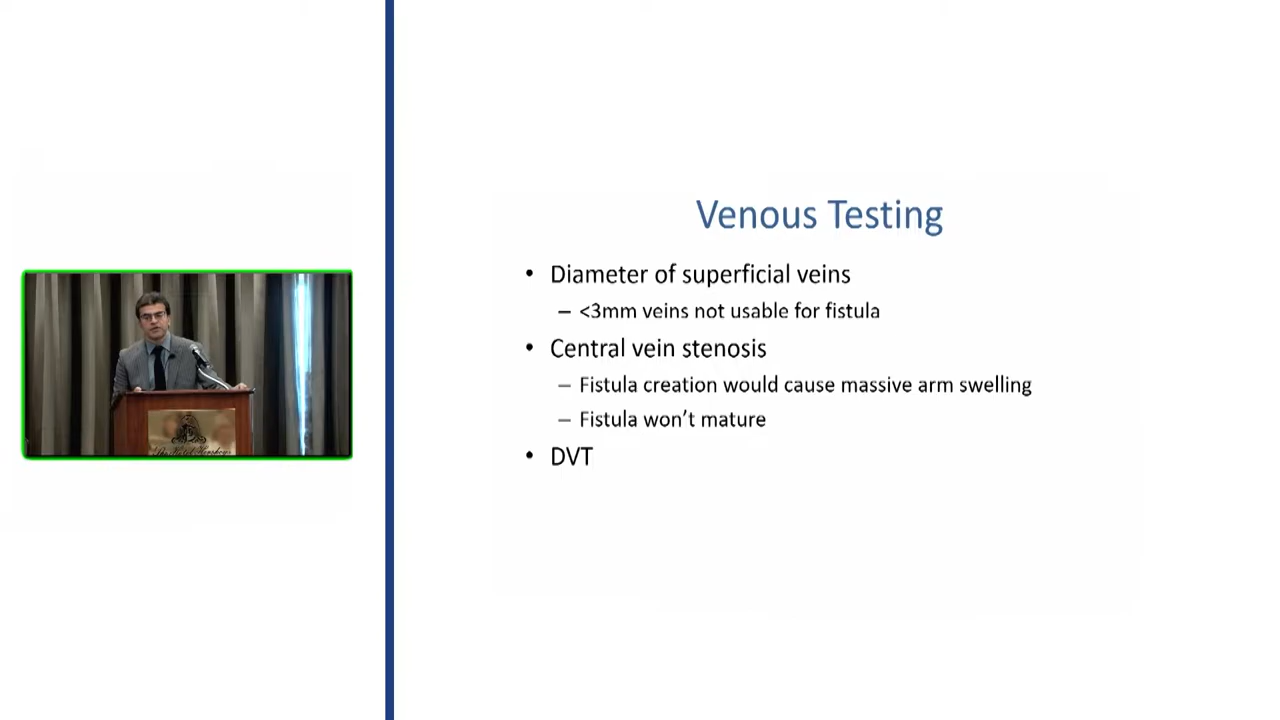 Venous Testing
• Diameter of superficial veins
– <3mm veins not usable for fistula
• Central vein stenosis
– Fistula creation would cause massive arm swelling
– Fistula won’t mature
• DVT